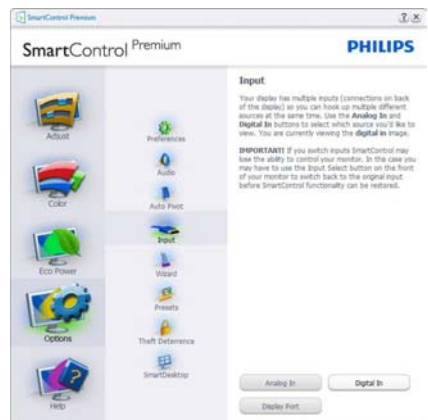 SmartControl Premium
SmartControl Premium
PHILIPS
Adjust
Color
Eco Power
Options
Help
Preferences
Audio
Auto Pivot
Input
Wizard
Presets
Theft Deterrence
SmartDesktop
Input
Your display has multiple inputs (connections on back
of the display) so you can hook up multiple different
sources at the same time. Use the Analog In and
Digital In buttons to select which source you'd like to
view. You are currently viewing the digital in image.
IMPORTANT! If you switch inputs SmartControl may
lose the ability to control your monitor. In that case you
may have to use the Input Select button on the front
of your monitor to switch back to the original input
before SmartControl functionality can be restored.
Analog In
Digital In
Display Port